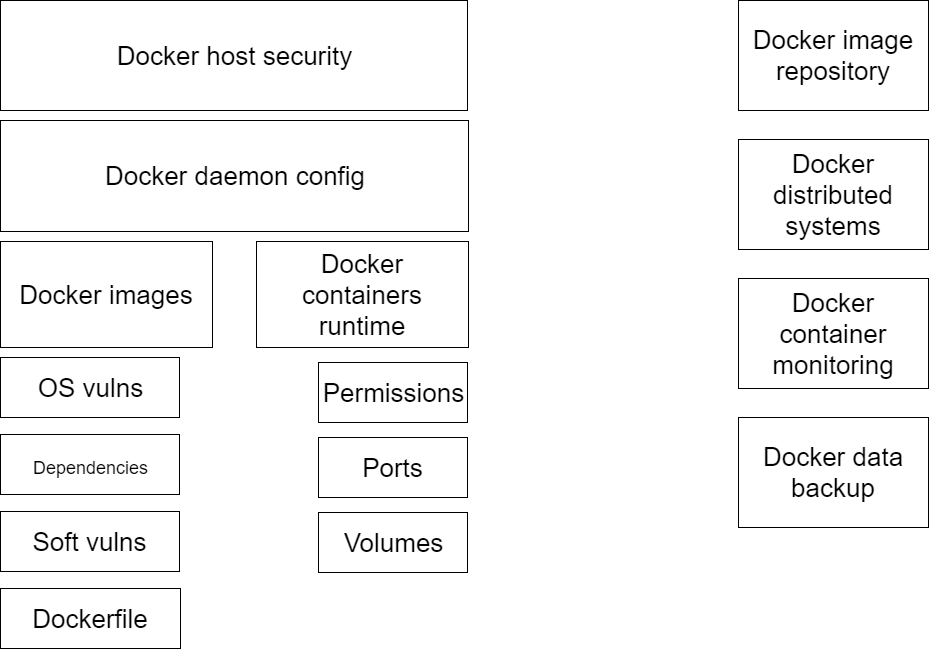 Docker host security
Docker daemon config
Docker images
Docker
containers
runtime
OS vulns
Dependencies
Soft vulns
Dockerfile
Permissions
Ports
Volumes
Docker image
repository
Docker
distributed
systems
Docker
container
monitoring
Docker data
backup